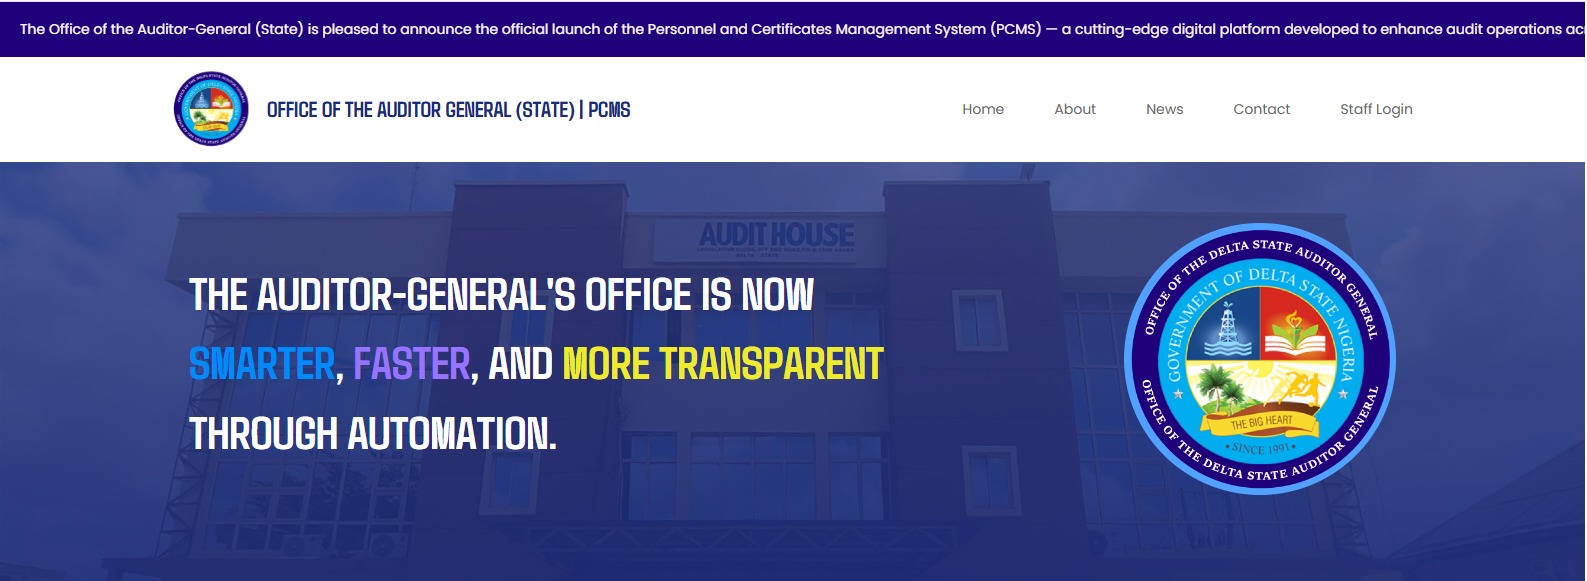 The Office of the Auditor-General (State) is pleased to announce the official launch of the Personnel and Certificates Management System (PCMS) — a cutting-edge digital platform developed to enhance audit operations acr
OFFICE OF THE AUDITOR GENERAL (STATE) | PCMS
Home About News Contact Staff Login
AUDIT HOUSE
THE AUDITOR-GENERAL'S OFFICE IS NOW
SMARTER, FASTER, AND MORE TRANSPARENT
THROUGH AUTOMATION.
OFFICE OF THE DELTA STATE AUDITOR GENERAL
GOVERNMENT OF DELTA STATE NIGERIA
THE BIG HEART
SINCE 1991
OFFICE OF THE DELTA STATE AUDITOR GENERAL